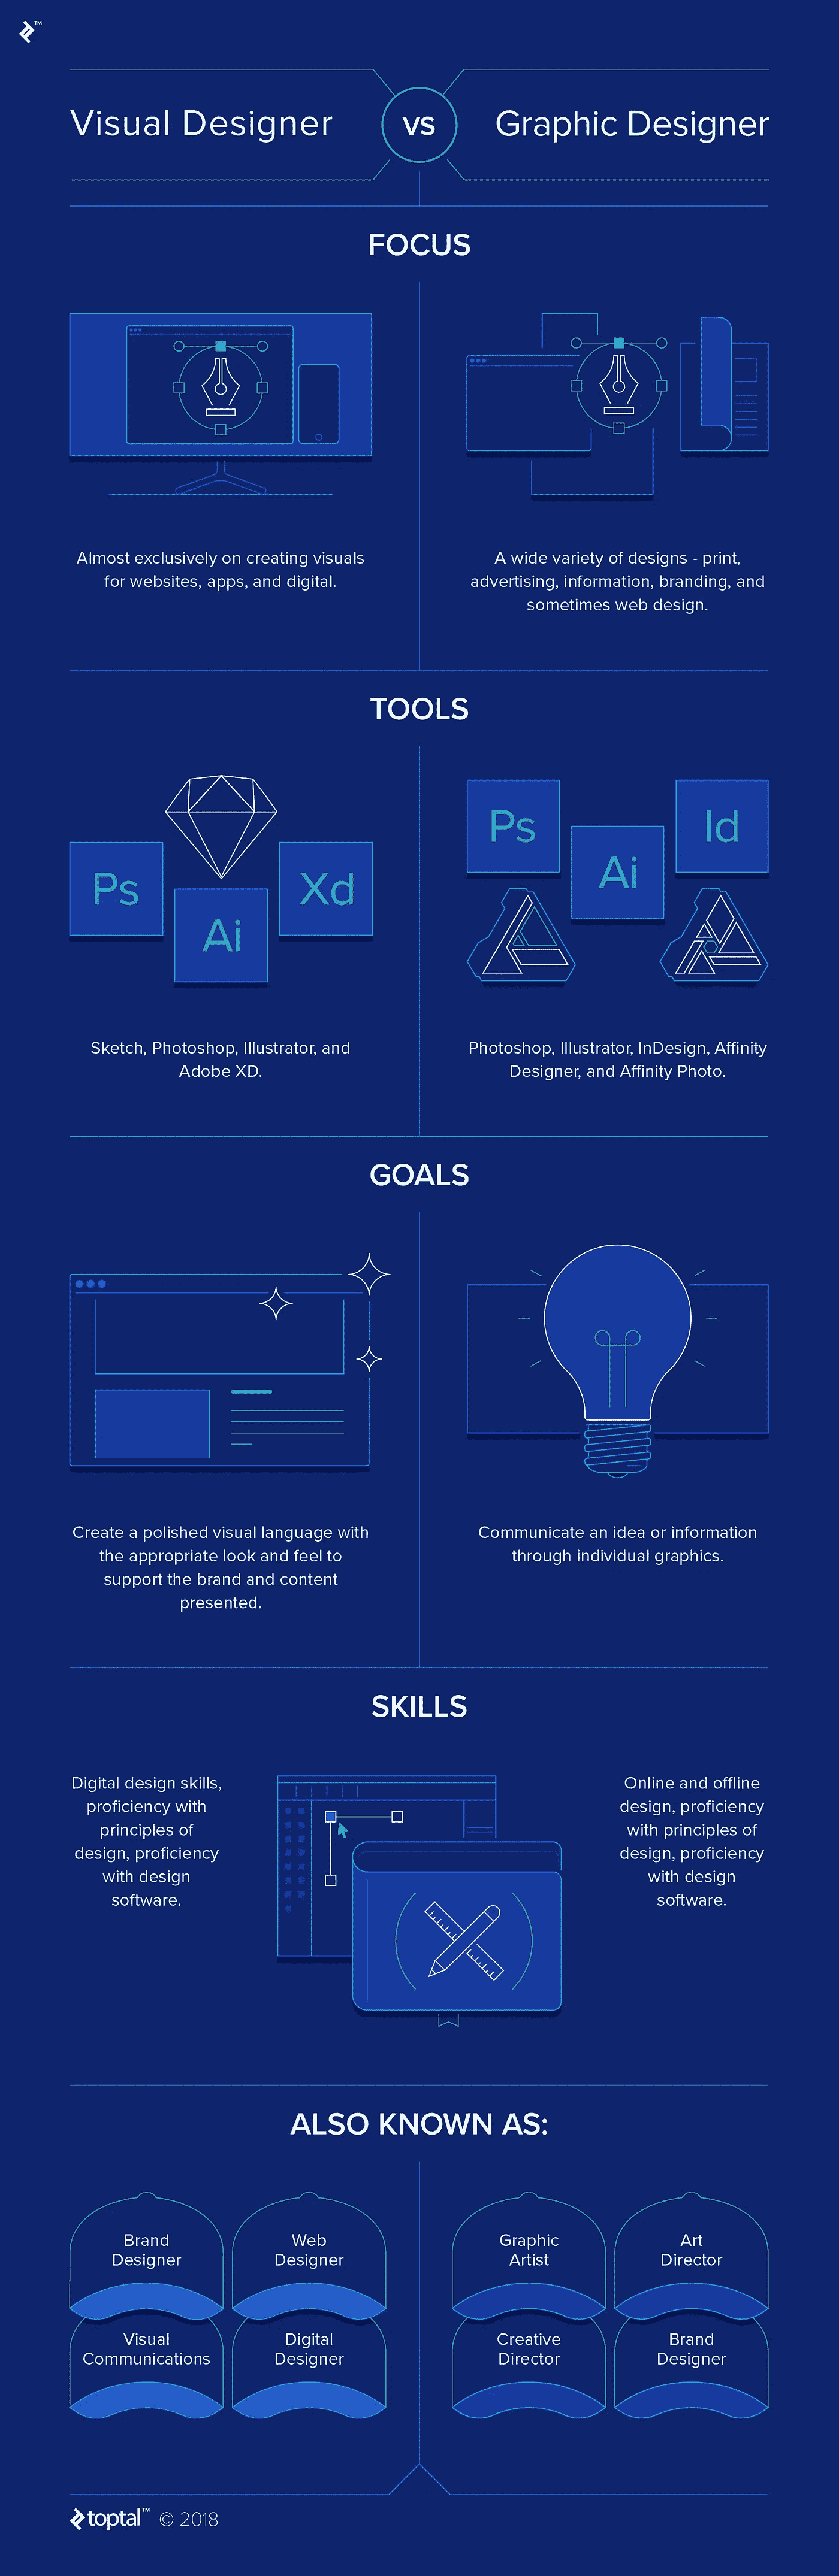 ™
Visual Designer
VS
Graphic Designer
FOCUS
Almost exclusively on creating visuals
for websites, apps, and digital.
A wide variety of designs - print,
advertising, information, branding, and
sometimes web design.
TOOLS
Ps
Ai
Xd
Ps
Ai
Id
Sketch, Photoshop, Illustrator, and
Adobe XD.
Photoshop, Illustrator, InDesign, Affinity
Designer, and Affinity Photo.
GOALS
Create a polished visual language with
the appropriate look and feel to
support the brand and content
presented.
Communicate an idea or information
through individual graphics.
SKILLS
Digital design skills,
proficiency with
principles of
design, proficiency
with design
software.
Online and offline
design, proficiency
with principles of
design, proficiency
with design
software.
ALSO KNOWN AS:
Brand
Designer
Web
Designer
Visual
Communications
Digital
Designer
Graphic
Artist
Art
Director
Creative
Director
Brand
Designer
toptal™ © 2018